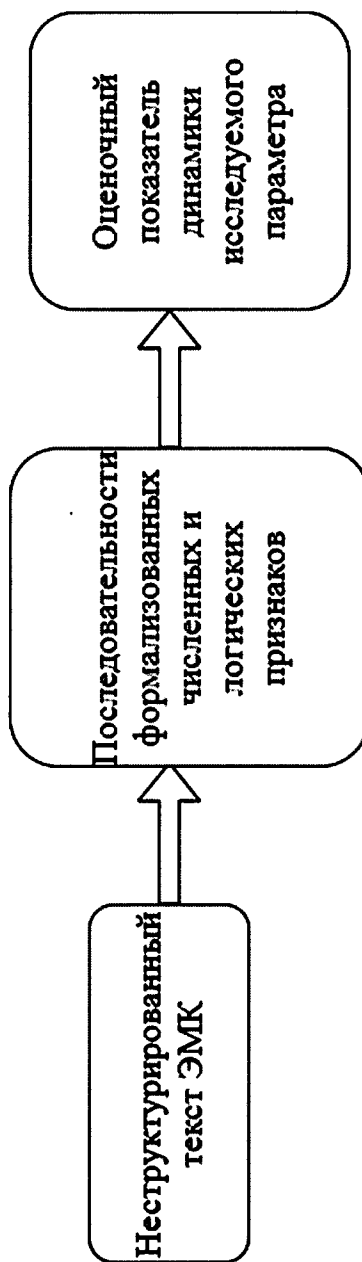 Неструктурированный
текст ЭМК
Последовательности
формализованных
численных и
логических
признаков
Оценочный
показатель
динамики
исследуемого
параметра